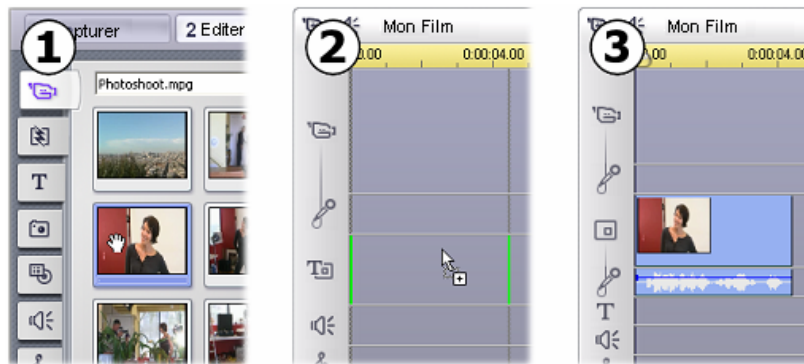 1
pturer
2 Editer
Photoshoot.mpg
T
2
Mon Film
0.00
0:00:04.00
T
3
Mon Film
.00
0:00:04.0
T